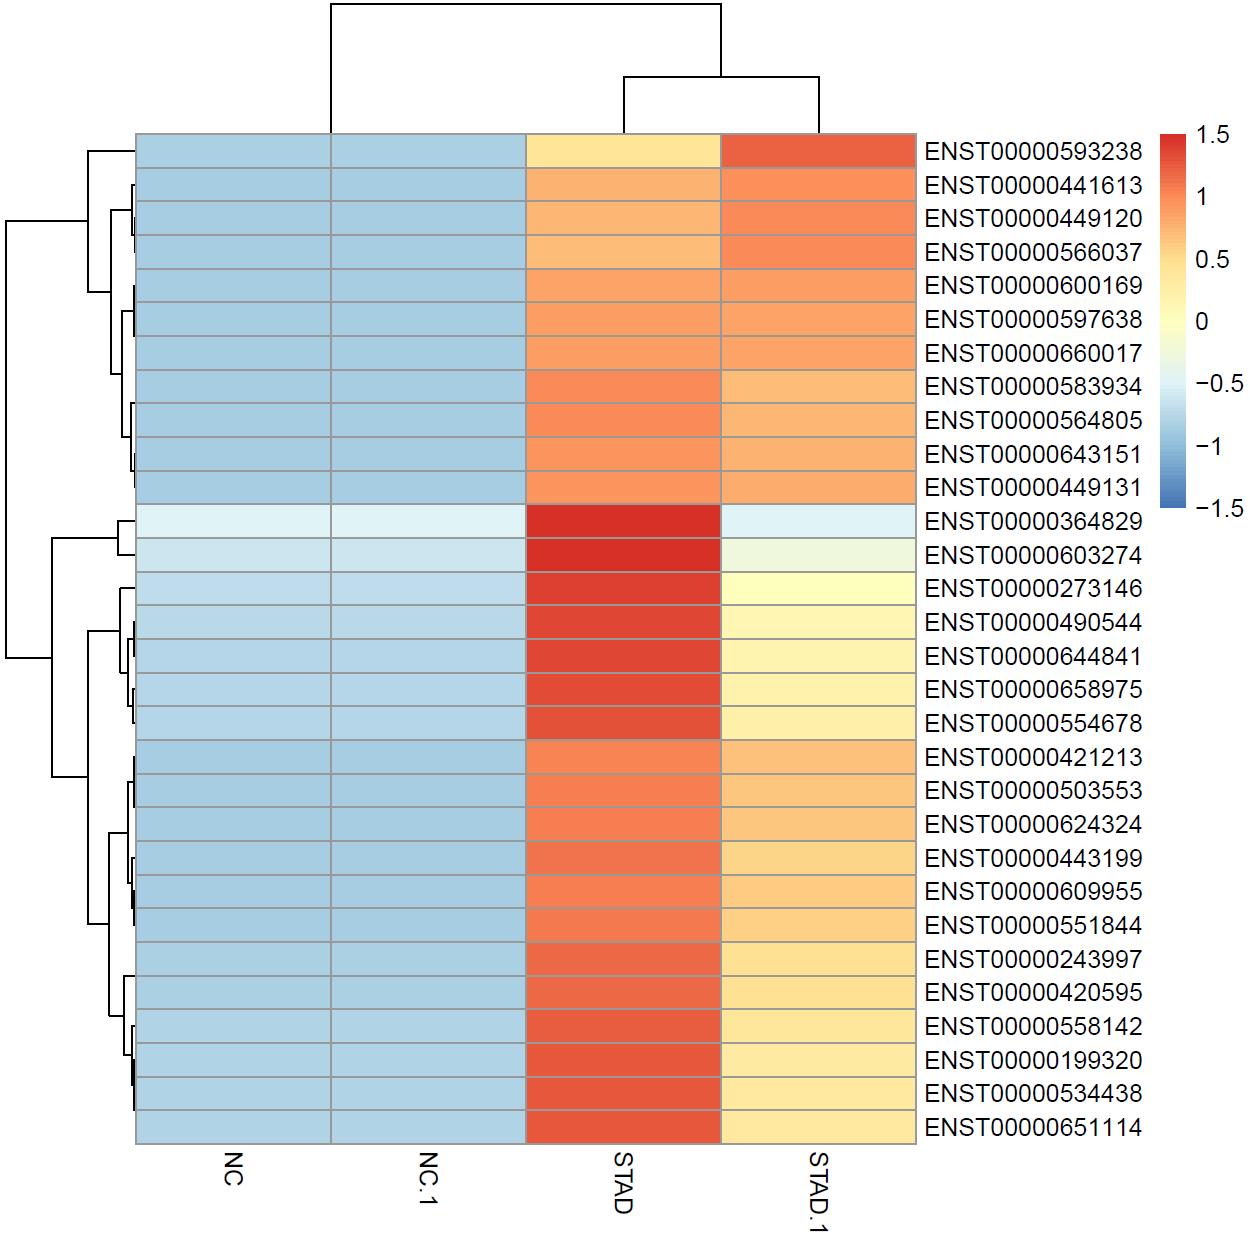 ENST00000593238
ENST00000441613
ENST00000449120
ENST00000566037
ENST00000600169
ENST00000597638
ENST00000660017
ENST00000583934
ENST00000564805
ENST00000643151
ENST00000449131
ENST00000364829
ENST00000603274
ENST00000273146
ENST00000490544
ENST00000644841
ENST00000658975
ENST00000554678
ENST00000421213
ENST00000503553
ENST00000624324
ENST00000443199
ENST00000609955
ENST00000551844
ENST00000243997
ENST00000420595
ENST00000558142
ENST00000199320
ENST00000534438
ENST00000651114
1.5
1
0.5
0
−0.5
−1
−1.5
NC
NC.1
STAD
STAD.1